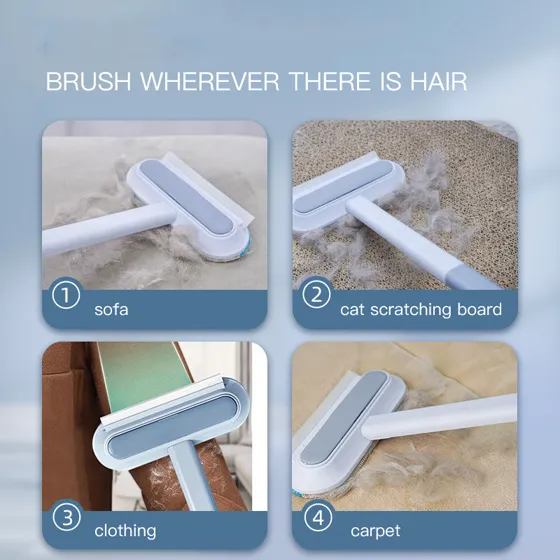 BRUSH WHEREVER THERE IS HAIR
1 sofa
2 cat scratching board
3 clothing
4 carpet